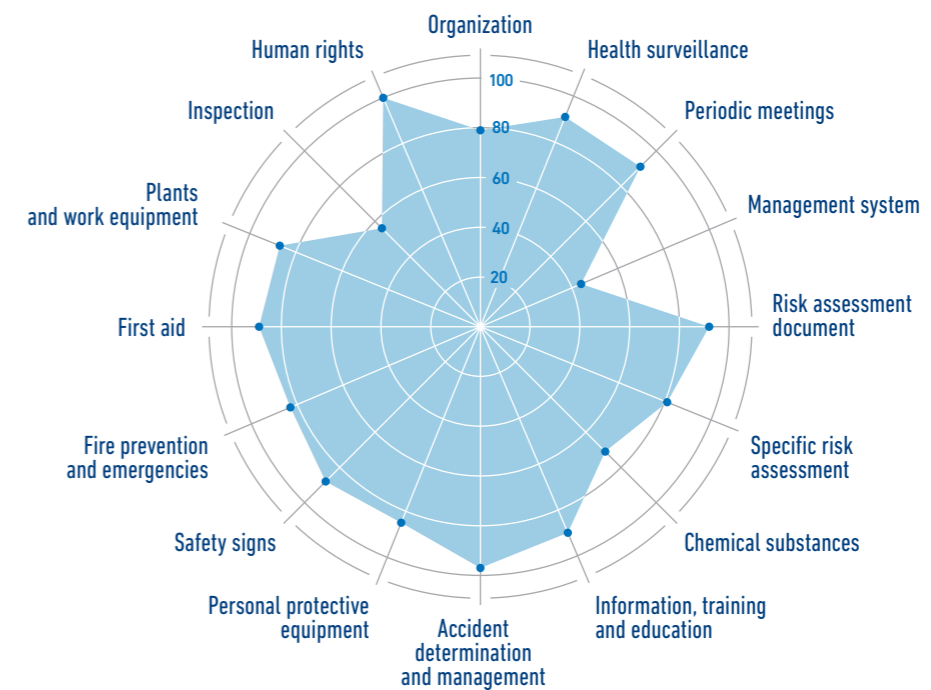 Organization
Human rights
Health surveillance
100
Inspection
Periodic meetings
80
Plants
and work equipment
60
Management system
40
20
First aid
Risk assessment
document
Fire prevention
and emergencies
Specific risk
assessment
Safety signs
Chemical substances
Personal protective
equipment
Information, training
and education
Accident
determination
and management